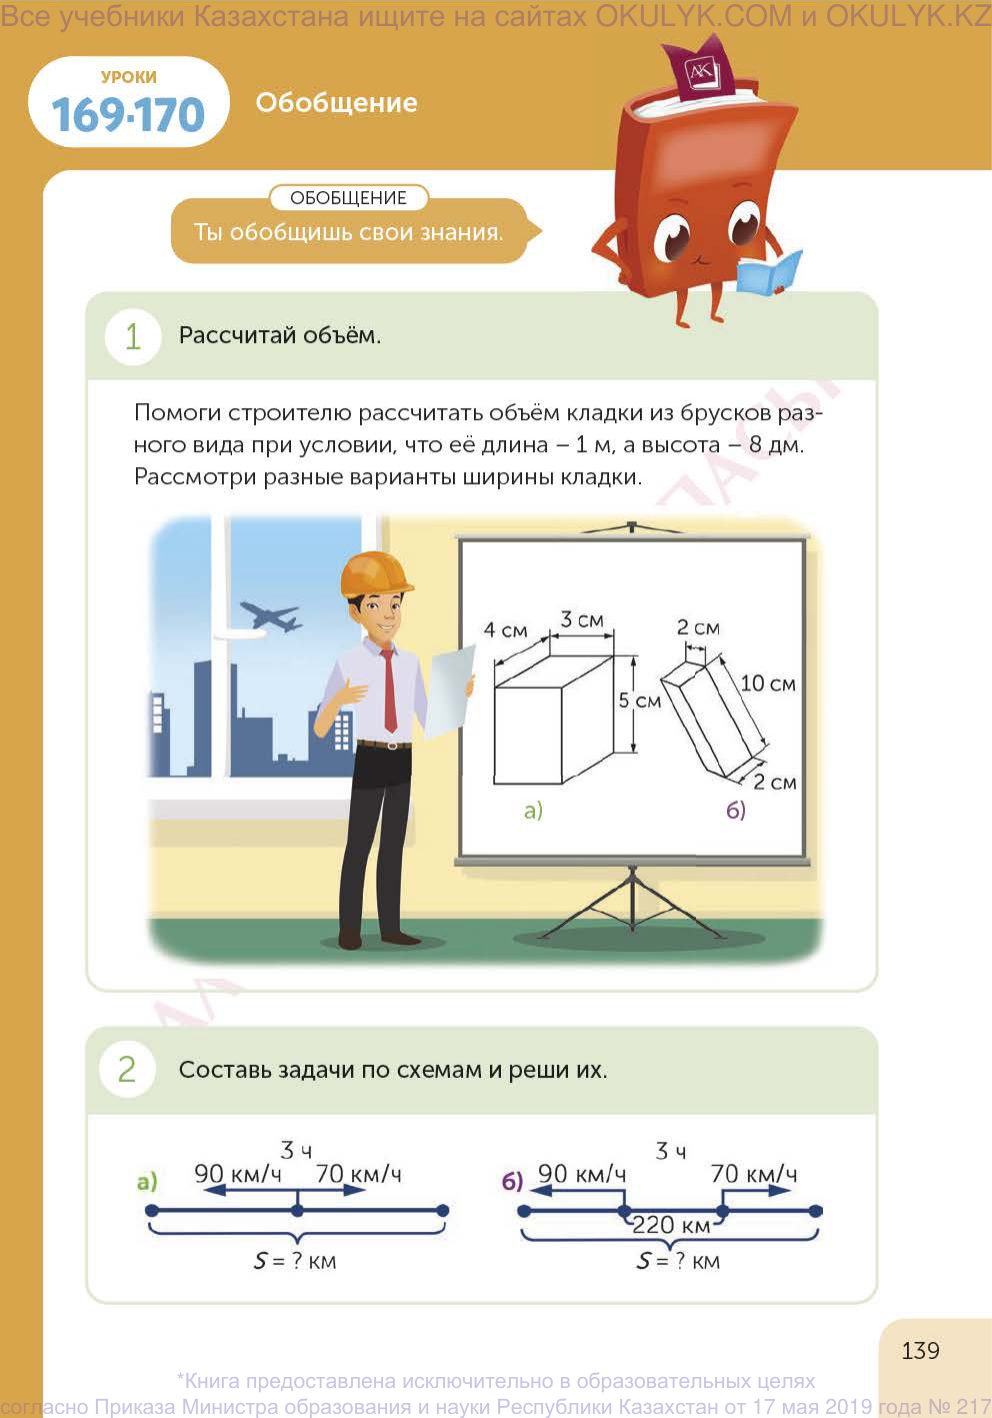 Все учебники Казахстана ищите на сайтах OKULYK.COM и OKULYK.KZ
УРОКИ
169-170
Обобщение
АК
ОБОБЩЕНИЕ
Ты обобщишь свои знания.
1
Рассчитай объём.
Помоги строителю рассчитать объём кладки из брусков раз-
ного вида при условии, что её длина – 1 м, а высота – 8 дм.
Рассмотри разные варианты ширины кладки.
4 см
3 см
5 см
а)
2 см
10 см
2 см
б)
2
Составь задачи по схемам и реши их.
а)
3 ч
90 км/ч 70 км/ч
S = ? км
б)
3 ч
90 км/ч 70 км/ч
220 км
S = ? км
139
*Книга предоставлена исключительно в образовательных целях
согласно Приказа Министра образования и науки Республики Казахстан от 17 мая 2019 года № 217